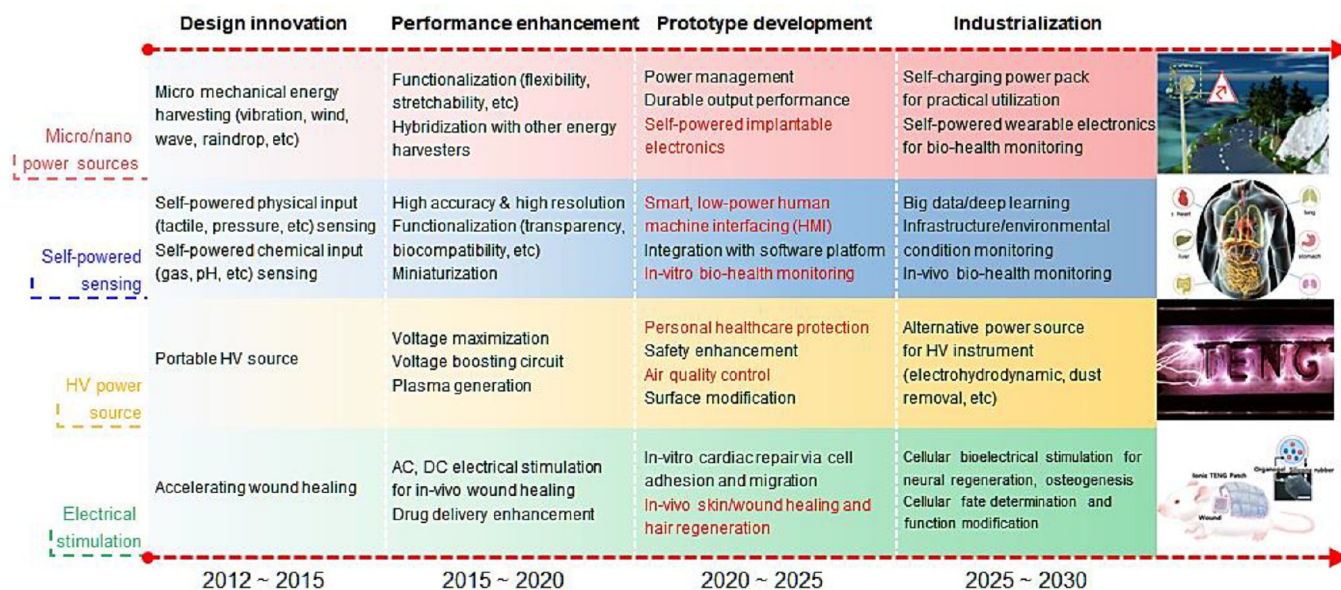 Design innovation
Performance enhancement
Prototype development
Industrialization
Micro/nano
power sources
Micro mechanical energy
harvesting (vibration, wind,
wave, raindrop, etc)
Functionalization (flexibility,
stretchability, etc)
Hybridization with other energy
harvesters
Power management
Durable output performance
Self-powered implantable
electronics
Self-charging power pack
for practical utilization
Self-powered wearable electronics
for bio-health monitoring
Self-powered
sensing
Self-powered physical input
(tactile, pressure, etc) sensing
Self-powered chemical input
(gas, pH, etc) sensing
High accuracy & high resolution
Functionalization (transparency,
biocompatibility, etc)
Miniaturization
Smart, low-power human
machine interfacing (HMI)
Integration with software platform
In-vitro bio-health monitoring
Big data/deep learning
Infrastructure/environmental
condition monitoring
In-vivo bio-health monitoring
heart
lung
liver
stomach
HV power
source
Portable HV source
Voltage maximization
Voltage boosting circuit
Plasma generation
Personal healthcare protection
Safety enhancement
Air quality control
Surface modification
Alternative power source
for HV instrument
(electrohydrodynamic, dust
removal, etc)
TENG
Electrical
stimulation
Accelerating wound healing
AC, DC electrical stimulation
for in-vivo wound healing
Drug delivery enhancement
In-vitro cardiac repair via cell
adhesion and migration
In-vivo skin/wound healing and
hair regeneration
Cellular bioelectrical stimulation for
neural regeneration, osteogenesis
Cellular fate determination and
function modification
Organogel Silicone rubber
Ionic TENG Patch
Wound
2012 ~ 2015
2015 ~ 2020
2020 ~ 2025
2025 ~ 2030